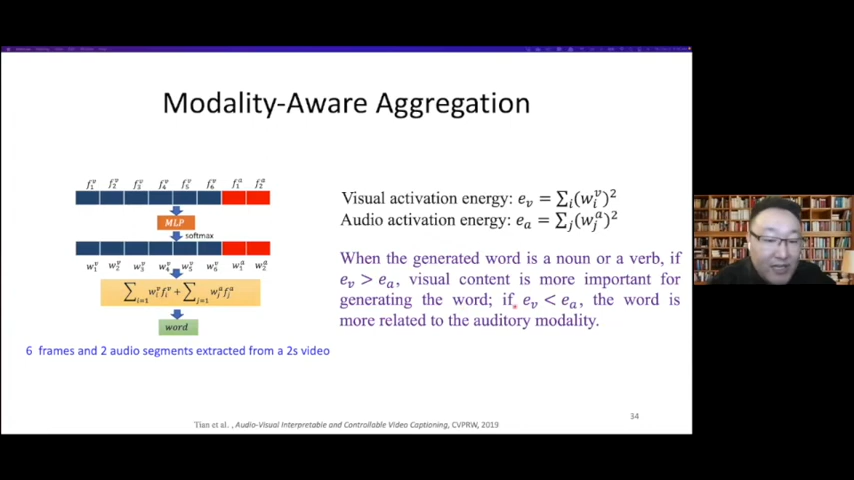 Modality-Aware Aggregation
f₁ᵛ f₂ᵛ f₃ᵛ f₄ᵛ f₅ᵛ f₆ᵛ f₁ᵃ f₂ᵃ
MLP
softmax
w₁ᵛ w₂ᵛ w₃ᵛ w₄ᵛ w₅ᵛ w₆ᵛ w₁ᵃ w₂ᵃ
∑ᵢ₌₁ wᵢᵛfᵢᵛ + ∑ⱼ₌₁ wⱼᵃfⱼᵃ
word
6 frames and 2 audio segments extracted from a 2s video
Visual activation energy: eᵥ = ∑ᵢ(wᵢᵛ)²
Audio activation energy: eₐ = ∑ⱼ(wⱼᵃ)²
When the generated word is a noun or a verb, if
eᵥ > eₐ, visual content is more important for
generating the word; if eᵥ < eₐ, the word is
more related to the auditory modality.
Tian et al. , Audio-Visual Interpretable and Controllable Video Captioning, CVPRW, 2019
34